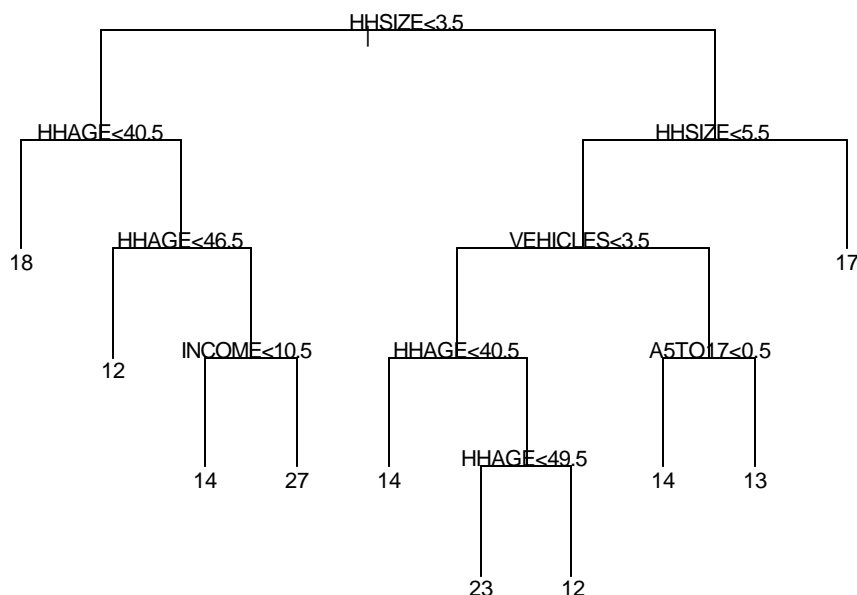 HHSIZE<3.5
HHAGE<40.5
HHSIZE<5.5
18
HHAGE<46.5
VEHICLES<3.5
17
12
INCOME<10.5
HHAGE<40.5
A5TO17<0.5
14
27
14
HHAGE<49.5
14
13
23
12